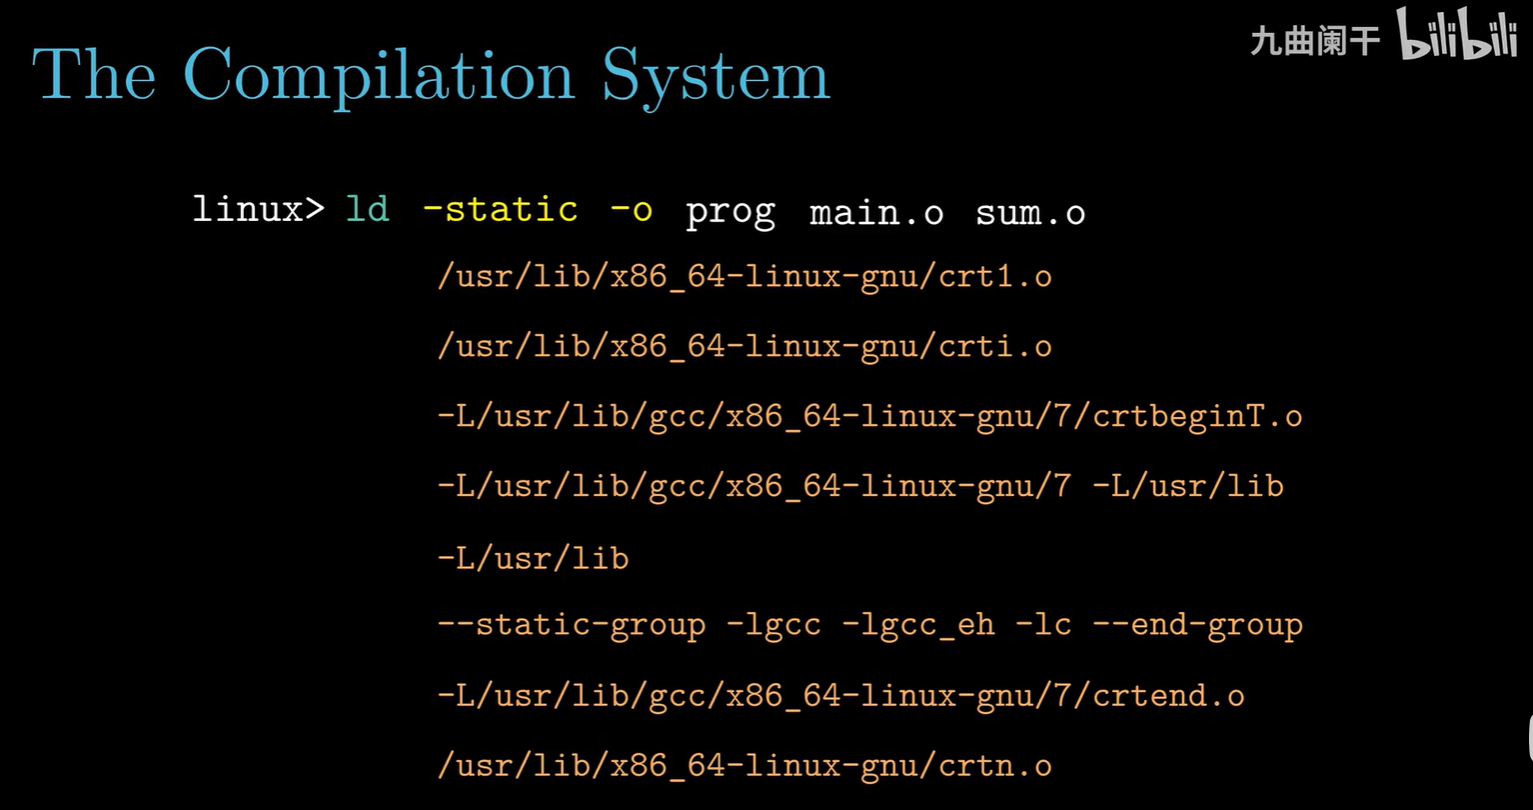 九曲阑干 bilibili
The Compilation System
linux> ld -static -o prog main.o sum.o
/usr/lib/x86_64-linux-gnu/crt1.o
/usr/lib/x86_64-linux-gnu/crti.o
-L/usr/lib/gcc/x86_64-linux-gnu/7/crtbeginT.o
-L/usr/lib/gcc/x86_64-linux-gnu/7 -L/usr/lib
-L/usr/lib
--static-group -lgcc -lgcc_eh -lc --end-group
-L/usr/lib/gcc/x86_64-linux-gnu/7/crtend.o
/usr/lib/x86_64-linux-gnu/crtn.o